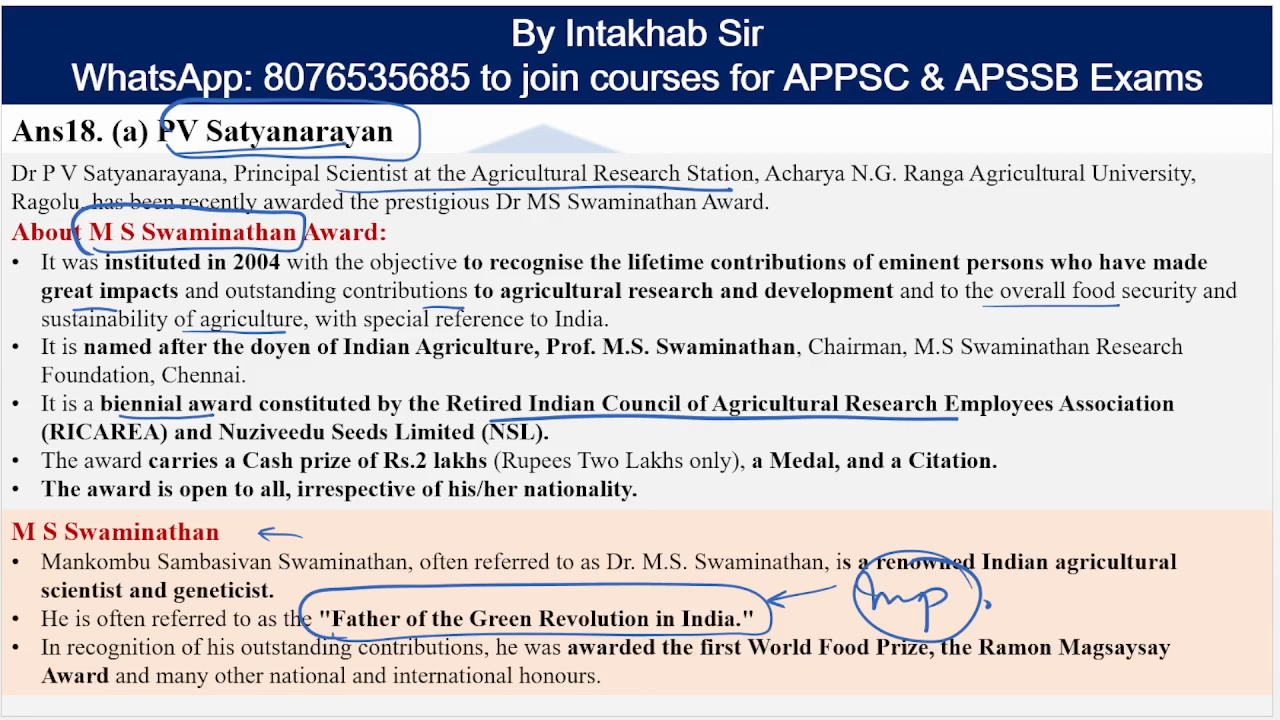 By Intakhab Sir
WhatsApp: 8076535685 to join courses for APPSC & APSSB Exams
Ans18. (a) PV Satyanarayan
Dr P V Satyanarayana, Principal Scientist at the Agricultural Research Station, Acharya N.G. Ranga Agricultural University,
Ragolu, has been recently awarded the prestigious Dr MS Swaminathan Award.
About M S Swaminathan Award:
• It was instituted in 2004 with the objective to recognise the lifetime contributions of eminent persons who have made
great impacts and outstanding contributions to agricultural research and development and to the overall food security and
sustainability of agriculture, with special reference to India.
• It is named after the doyen of Indian Agriculture, Prof. M.S. Swaminathan, Chairman, M.S Swaminathan Research
Foundation, Chennai.
• It is a biennial award constituted by the Retired Indian Council of Agricultural Research Employees Association
(RICAREA) and Nuziveedu Seeds Limited (NSL).
• The award carries a Cash prize of Rs.2 lakhs (Rupees Two Lakhs only), a Medal, and a Citation.
• The award is open to all, irrespective of his/her nationality.
M S Swaminathan
• Mankombu Sambasivan Swaminathan, often referred to as Dr. M.S. Swaminathan, is a renowned Indian agricultural
scientist and geneticist.
• He is often referred to as the "Father of the Green Revolution in India."
Imp
• In recognition of his outstanding contributions, he was awarded the first World Food Prize, the Ramon Magsaysay
Award and many other national and international honours.